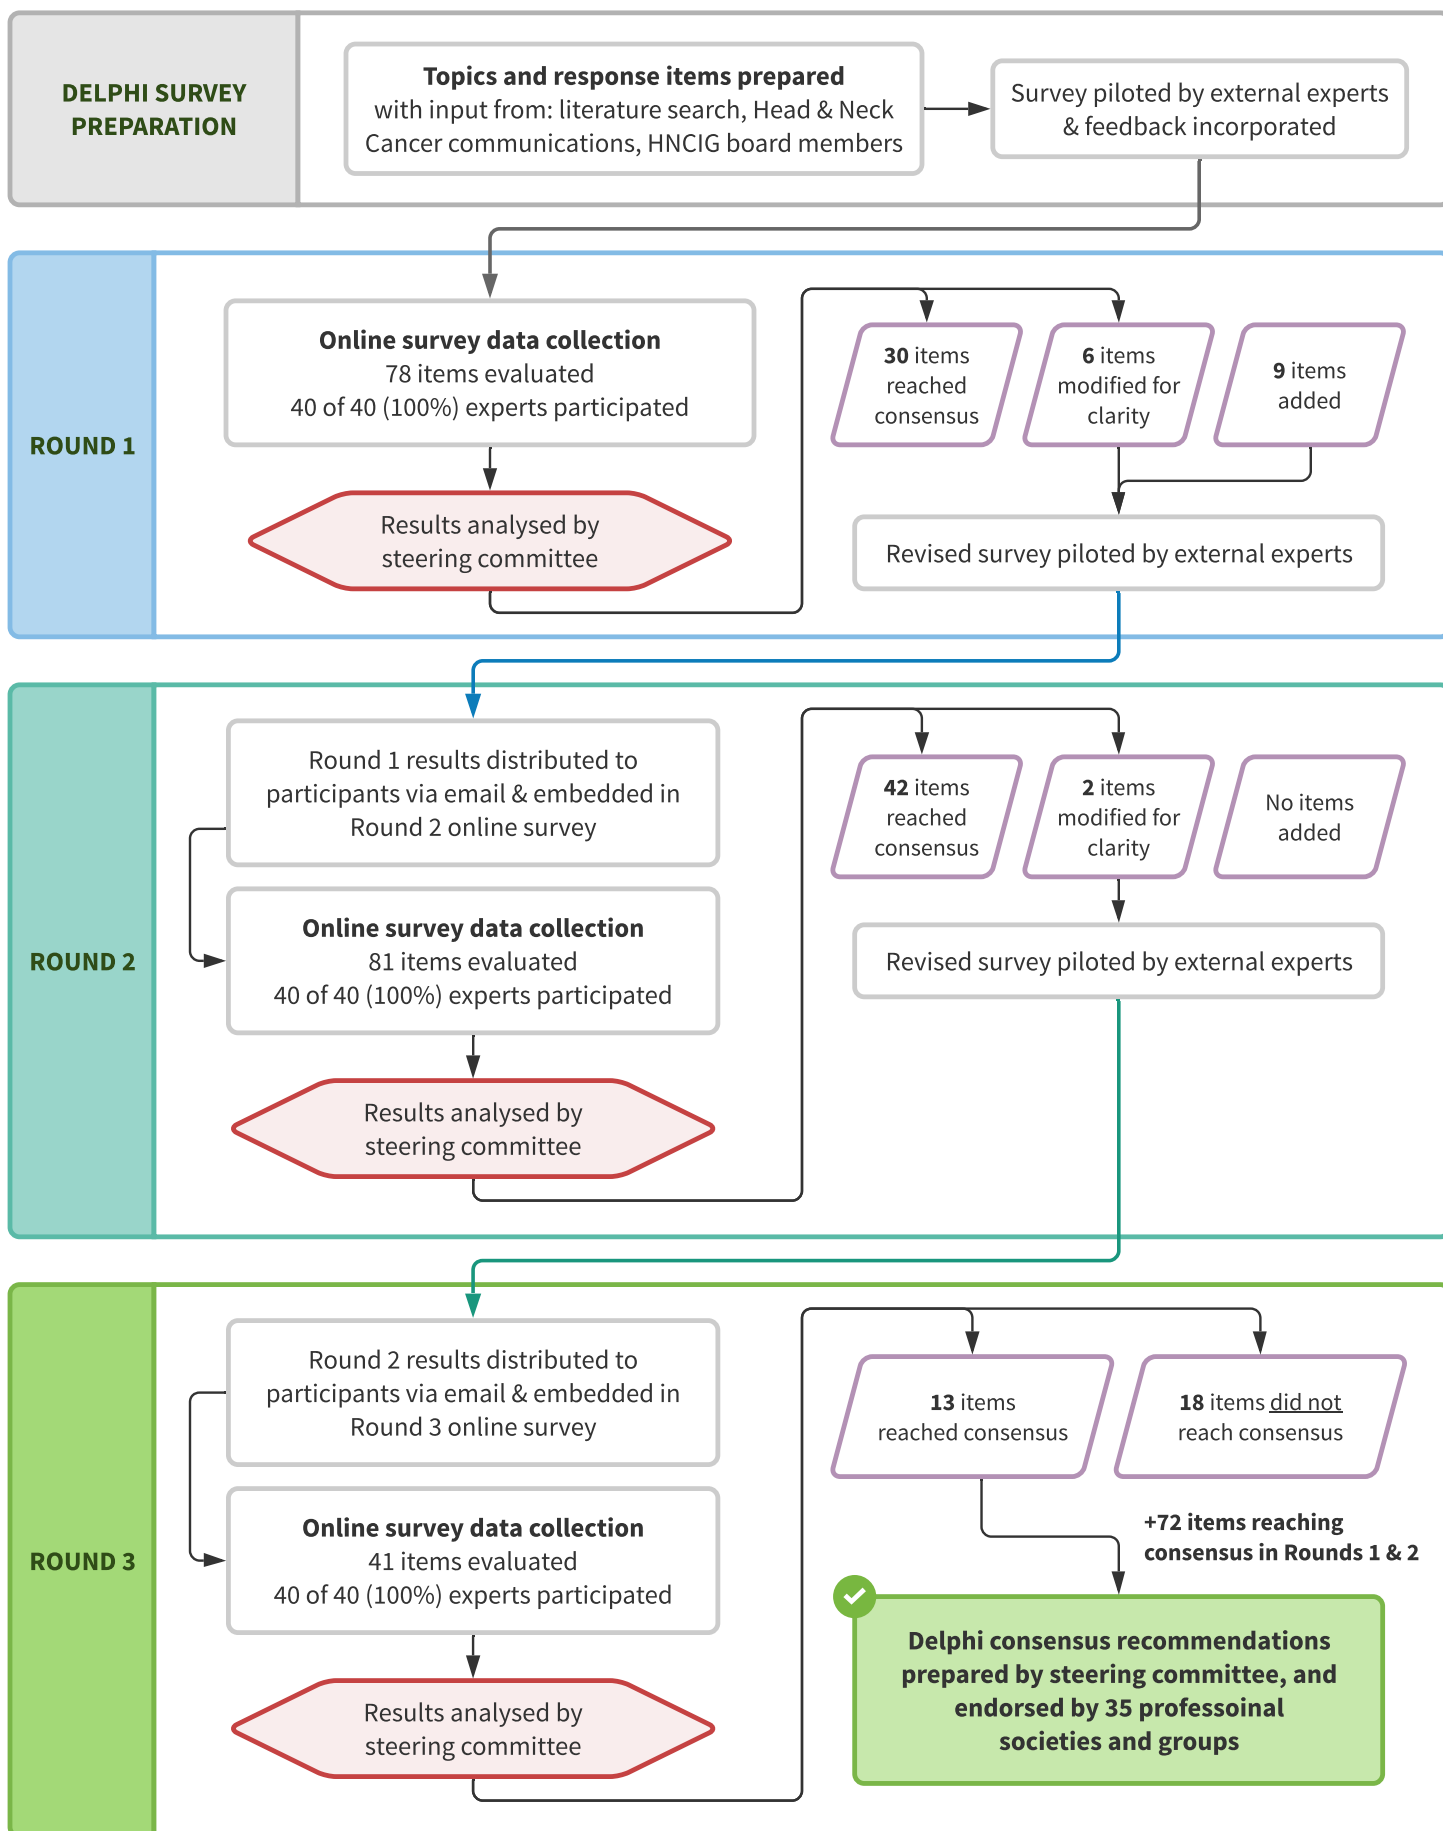 DELPHI SURVEY
PREPARATION
Topics and response items prepared
with input from: literature search, Head & Neck
Cancer communications, HNCIG board members
Survey piloted by external experts
& feedback incorporated
ROUND 1
Online survey data collection
78 items evaluated
40 of 40 (100%) experts participated
Results analysed by
steering committee
30 items
reached
consensus
6 items
modified for
clarity
9 items
added
Revised survey piloted by external experts
ROUND 2
Round 1 results distributed to
participants via email & embedded in
Round 2 online survey
Online survey data collection
81 items evaluated
40 of 40 (100%) experts participated
Results analysed by
steering committee
42 items
reached
consensus
2 items
modified for
clarity
No items
added
Revised survey piloted by external experts
ROUND 3
Round 2 results distributed to
participants via email & embedded in
Round 3 online survey
Online survey data collection
41 items evaluated
40 of 40 (100%) experts participated
Results analysed by
steering committee
13 items
reached consensus
18 items did not
reach consensus
+72 items reaching
consensus in Rounds 1 & 2
Delphi consensus recommendations
prepared by steering committee, and
endorsed by 35 professoinal
societies and groups